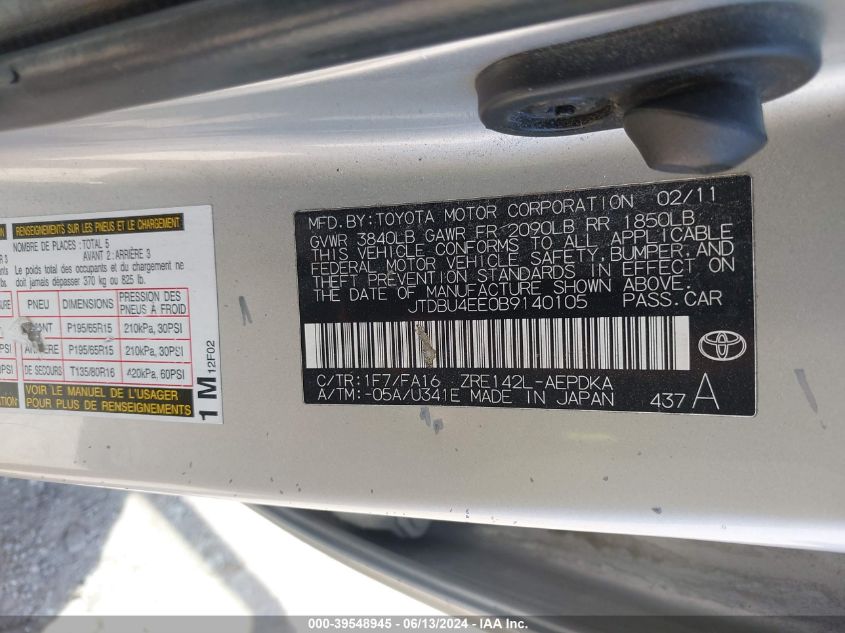 RENSEIGNEMENTS SUR LES PNEUS ET LE CHARGEMENT
NOMBRE DE PLACES : TOTAL 5
AVANT 2 : ARRIÈRE 3
Le poids total des occupants et du chargement ne
doit jamais dépasser 370 kg ou 825 lb.
PNEU DIMENSIONS PRESSION DES PNEUS À FROID
P195/65R15 210kPa, 30PSI
P195/65R15 210kPa, 30PSI
T135/80R16 420kPa, 60PSI
VOIR LE MANUEL DE L'USAGER
POUR PLUS DE RENSEIGNEMENTS
1 M 12F02
MFD. BY: TOYOTA MOTOR CORPORATION 02/11
GVWR 3840LB GAWR FR 2090LB RR 1850LB
THIS VEHICLE CONFORMS TO ALL APPLICABLE
FEDERAL MOTOR VEHICLE SAFETY, BUMPER, AND
THEFT PREVENTION STANDARDS IN EFFECT ON
THE DATE OF MANUFACTURE SHOWN ABOVE.
JTDBU4EE0B9140105 PASS. CAR
C/TR: 1F7/FA16 ZRE142L-AEPDKA
A/TM: -05A/U341E MADE IN JAPAN 437 A
000-39548945 - 06/13/2024 - IAA Inc.